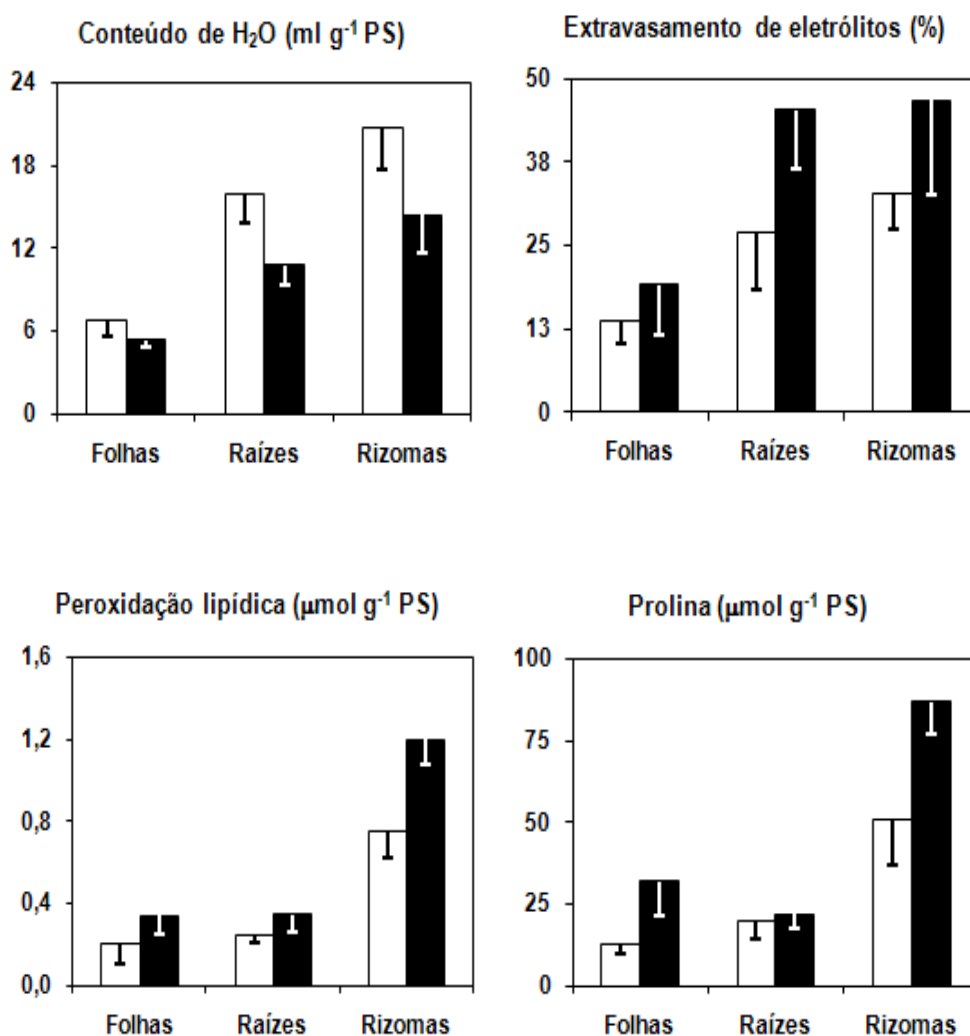 Conteúdo de H₂O (ml g⁻¹ PS)
24
18
12
6
0
Folhas Raízes Rizomas
Extravasamento de eletrólitos (%)
50
38
25
13
0
Folhas Raízes Rizomas
Peroxidação lipídica (μmol g⁻¹ PS)
1,6
1,2
0,8
0,4
0,0
Folhas Raízes Rizomas
Prolina (μmol g⁻¹ PS)
100
75
50
25
0
Folhas Raízes Rizomas